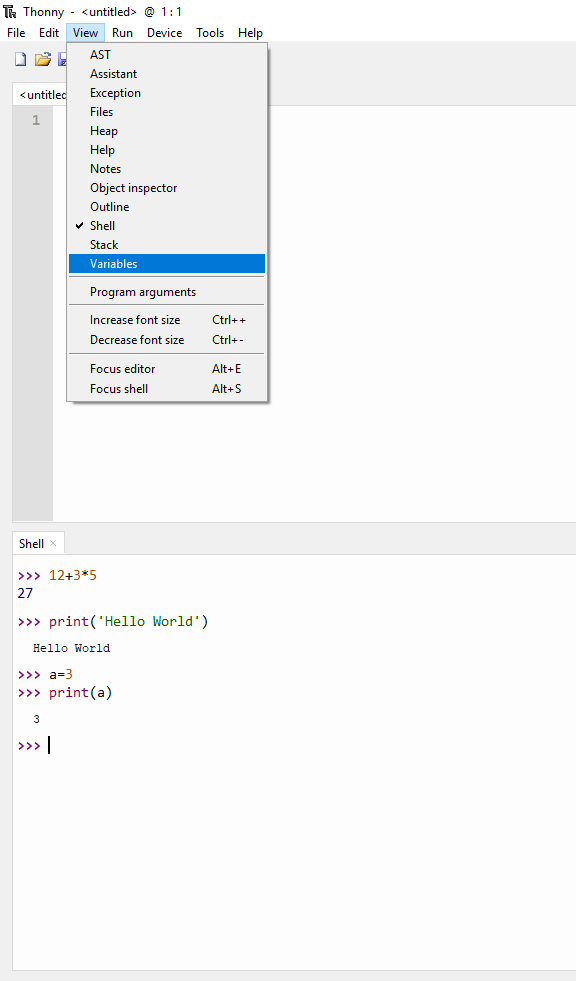 Thonny - <untitled> @ 1:1
File Edit View Run Device Tools Help
AST
Assistant
<untitled
Exception
Files
1
Heap
Help
Notes
Object inspector
Outline
✓ Shell
Stack
Variables
Program arguments
Increase font size Ctrl++
Decrease font size Ctrl+-
Focus editor Alt+E
Focus shell Alt+S
Shell ×
>>> 12+3*5
27
>>> print('Hello World')
Hello World
>>> a=3
>>> print(a)
3
>>>